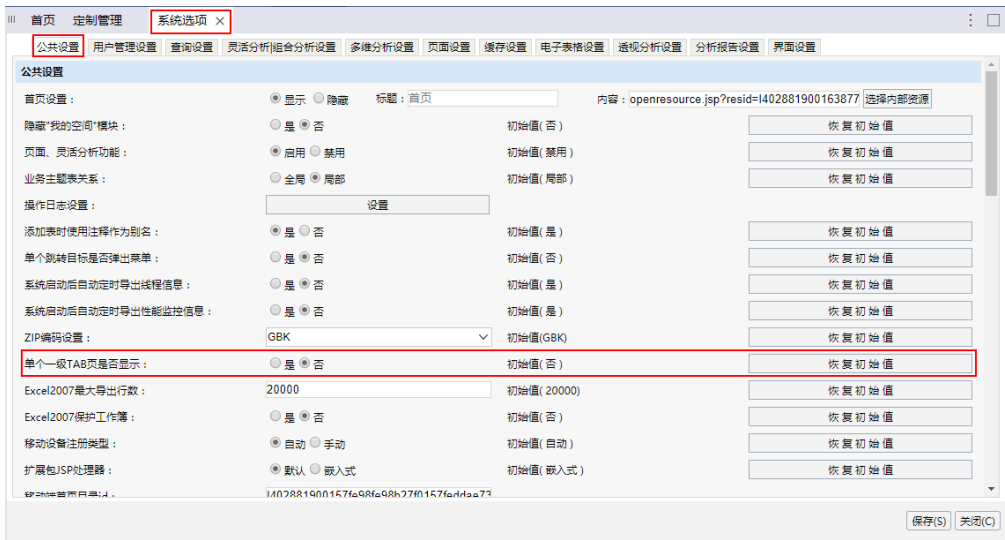 首页 定制管理 系统选项 ×
公共设置 用户管理设置 查询设置 灵活分析|组合分析设置 多维分析设置 页面设置 缓存设置 电子表格设置 透视分析设置 分析报告设置 界面设置
公共设置
首页设置： 显示 隐藏 标题：首页 内容：openresource.jsp?resid=I402881900163877 选择内部资源
隐藏"我的空间"模块： 是 否 初始值( 否 ) 恢复初始值
页面、灵活分析功能： 启用 禁用 初始值( 禁用 ) 恢复初始值
业务主题表关系： 全局 局部 初始值( 局部 ) 恢复初始值
操作日志设置： 设置
添加表时使用注释作为别名： 是 否 初始值( 是 ) 恢复初始值
单个跳转目标是否弹出菜单： 是 否 初始值( 否 ) 恢复初始值
系统启动后自动定时导出线程信息： 是 否 初始值( 是 ) 恢复初始值
系统启动后自动定时导出性能监控信息： 是 否 初始值( 是 ) 恢复初始值
ZIP编码设置： GBK 初始值(GBK) 恢复初始值
单个一级TAB页是否显示： 是 否 初始值( 否 ) 恢复初始值
Excel2007最大导出行数： 20000 初始值( 20000) 恢复初始值
Excel2007保护工作簿： 是 否 初始值( 否 ) 恢复初始值
移动设备注册类型： 自动 手动 初始值( 自动 ) 恢复初始值
扩展包JSP处理器： 默认 嵌入式 初始值( 嵌入式 ) 恢复初始值
移动端首页目录id： I402881900157fe98fe98b27f0157feddae73
保存(S) 关闭(C)